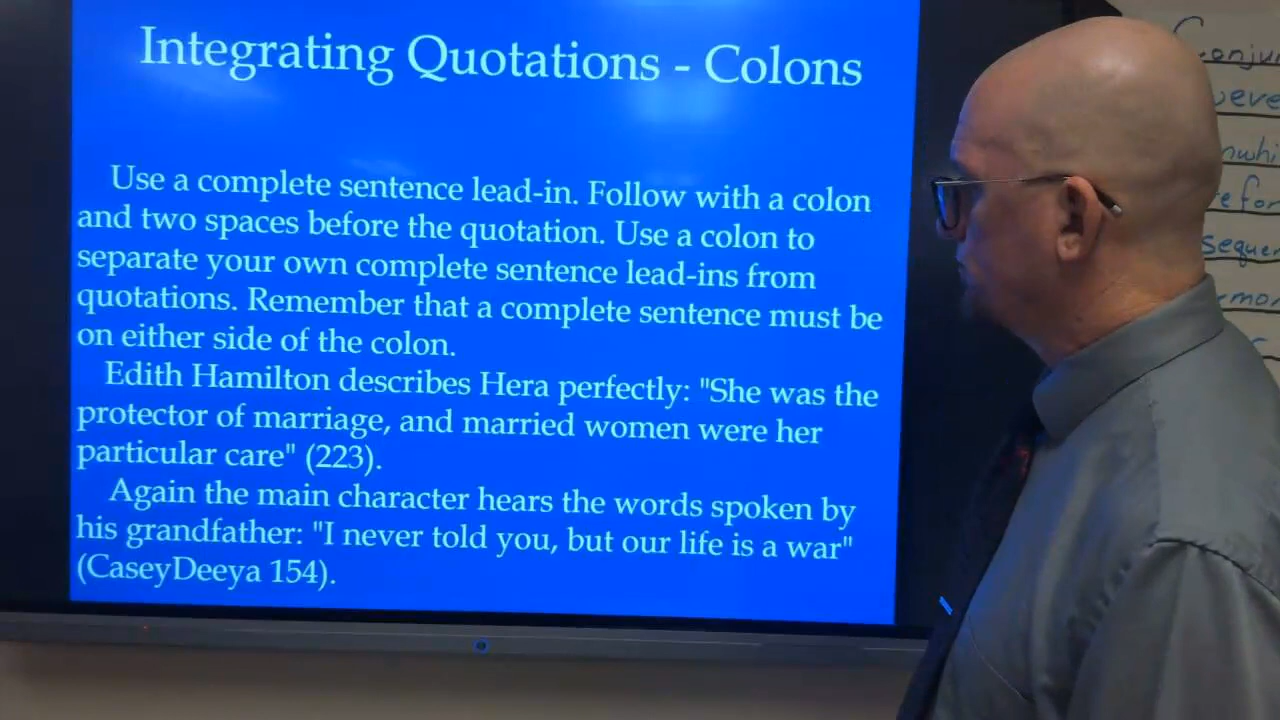 Integrating Quotations - Colons
Use a complete sentence lead-in. Follow with a colon
and two spaces before the quotation. Use a colon to
separate your own complete sentence lead-ins from
quotations. Remember that a complete sentence must be
on either side of the colon.
Edith Hamilton describes Hera perfectly: "She was the
protector of marriage, and married women were her
particular care" (223).
Again the main character hears the words spoken by
his grandfather: "I never told you, but our life is a war"
(CaseyDeeya 154).